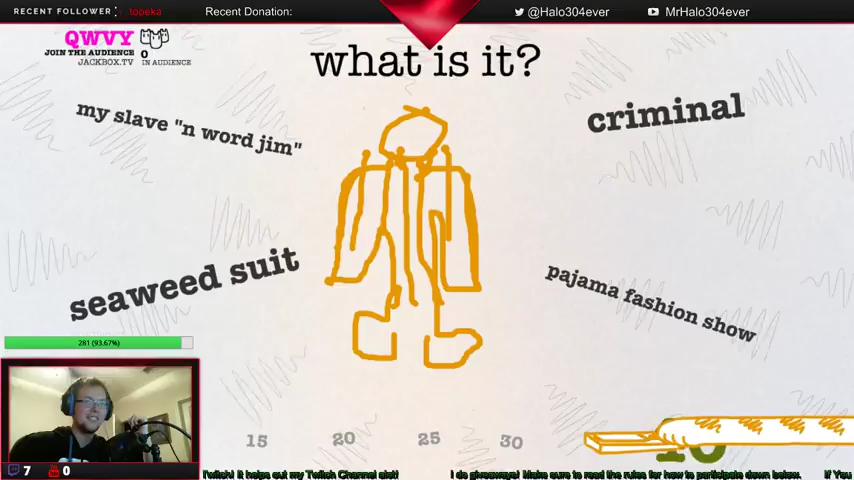 RECENT FOLLOWER: topeka
Recent Donation:
@Halo304ever
MrHalo304ever
QWVY
JOIN THE AUDIENCE
JACKBOX.TV
0
IN AUDIENCE
what is it?
my slave "n word jim"
criminal
seaweed suit
pajama fashion show
281 (93.67%)
15
20
25
30
7
0
Twitch! It helps out my Twitch Channel alot!
I do giveaways! Make sure to read the rules for how to participate down below.
If You